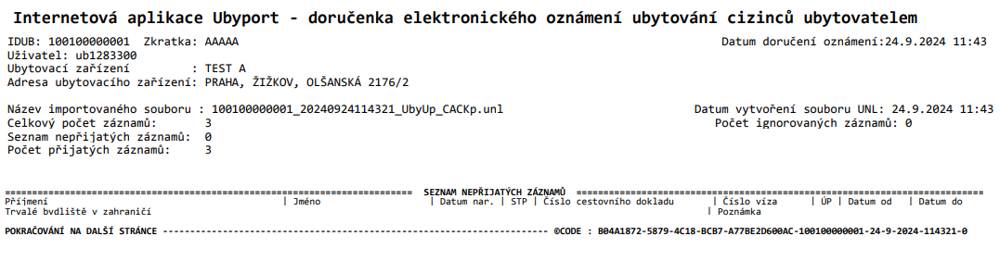 Internetová aplikace Ubyport - doručenka elektronického oznámení ubytování cizinců ubytovatelem
IDUB: 100100000001 Zkratka: AAAAA Datum doručení oznámení:24.9.2024 11:43
Uživatel: ub1283300
Ubytovací zařízení : TEST A
Adresa ubytovacího zařízení: PRAHA, ŽIŽKOV, OLŠANSKÁ 2176/2
Název importovaného souboru : 100100000001_20240924114321_UbyUp_CACKp.unl Datum vytvoření souboru UNL: 24.9.2024 11:43
Celkový počet záznamů: 3 Počet ignorovaných záznamů: 0
Seznam nepřijatých záznamů: 0
Počet přijatých záznamů: 3
========================================================================== SEZNAM NEPŘIJATÝCH ZÁZNAMŮ ==========================================================================
Příjmení | Jméno | Datum nar. | STP | Číslo cestovního dokladu | Číslo víza | ÚP | Datum od | Datum do
Trvalé bydliště v zahraničí | Poznámka
POKRAČOVÁNÍ NA DALŠÍ STRÁNCE ---------------------------------------------------------------------- ©CODE : B04A1872-5879-4C18-BCB7-A77BE2D600AC-100100000001-24-9-2024-114321-0